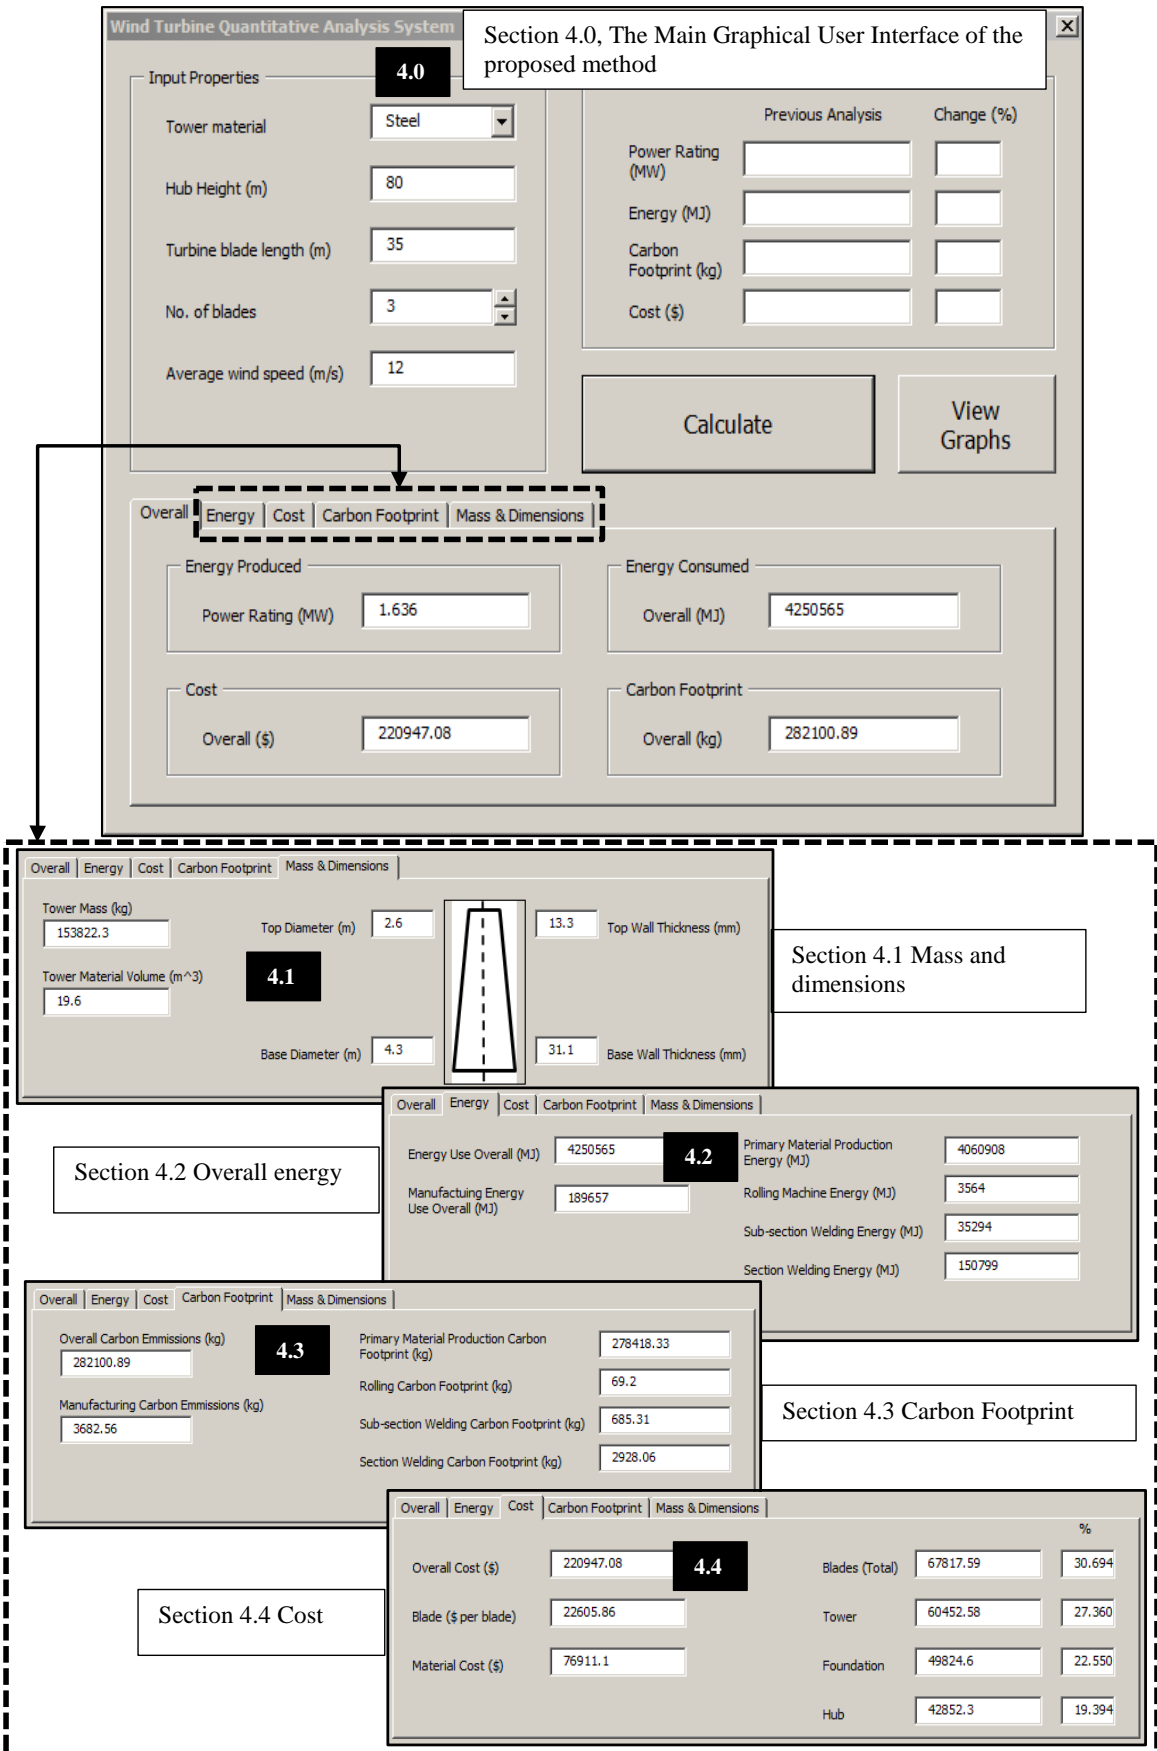 Wind Turbine Quantitative Analysis System
Section 4.0, The Main Graphical User Interface of the
proposed method
4.0
Input Properties
Tower material
Steel
Hub Height (m)
80
Turbine blade length (m)
35
No. of blades
3
Average wind speed (m/s)
12
Previous Analysis
Change (%)
Power Rating
(MW)
Energy (MJ)
Carbon
Footprint (kg)
Cost ($)
Calculate
View
Graphs
Overall
Energy
Cost
Carbon Footprint
Mass & Dimensions
Energy Produced
Power Rating (MW)
1.636
Energy Consumed
Overall (MJ)
4250565
Cost
Overall ($)
220947.08
Carbon Footprint
Overall (kg)
282100.89
Overall
Energy
Cost
Carbon Footprint
Mass & Dimensions
Tower Mass (kg)
153822.3
Tower Material Volume (m^3)
19.6
4.1
Top Diameter (m)
2.6
13.3
Top Wall Thickness (mm)
Base Diameter (m)
4.3
31.1
Base Wall Thickness (mm)
Section 4.1 Mass and
dimensions
Overall
Energy
Cost
Carbon Footprint
Mass & Dimensions
Section 4.2 Overall energy
Energy Use Overall (MJ)
4250565
4.2
Manufactuing Energy
Use Overall (MJ)
189657
Primary Material Production
Energy (MJ)
4060908
Rolling Machine Energy (MJ)
3564
Sub-section Welding Energy (MJ)
35294
Section Welding Energy (MJ)
150799
Overall
Energy
Cost
Carbon Footprint
Mass & Dimensions
Overall Carbon Emmissions (kg)
282100.89
4.3
Manufacturing Carbon Emmissions (kg)
3682.56
Primary Material Production Carbon
Footprint (kg)
278418.33
Rolling Carbon Footprint (kg)
69.2
Sub-section Welding Carbon Footprint (kg)
685.31
Section Welding Carbon Footprint (kg)
2928.06
Section 4.3 Carbon Footprint
Overall
Energy
Cost
Carbon Footprint
Mass & Dimensions
Section 4.4 Cost
Overall Cost ($)
220947.08
4.4
Blade ($ per blade)
22605.86
Material Cost ($)
76911.1
%
Blades (Total)
67817.59
30.694
Tower
60452.58
27.360
Foundation
49824.6
22.550
Hub
42852.3
19.394